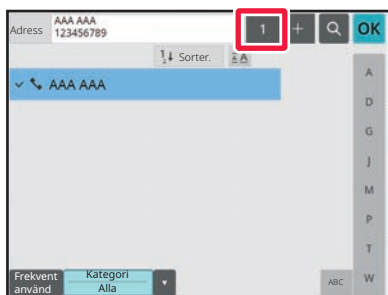 Adress
AAA AAA
123456789
1
+
OK
Sorter.
AAA AAA
A
D
G
J
M
P
T
W
Frekvent
använd
Kategori
Alla
ABC